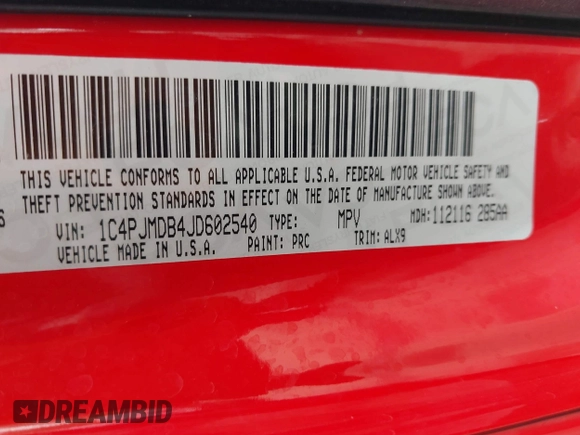 THIS VEHICLE CONFORMS TO ALL APPLICABLE U.S.A. FEDERAL MOTOR VEHICLE SAFETY AND
THEFT PREVENTION STANDARDS IN EFFECT ON THE DATE OF MANUFACTURE SHOWN ABOVE.
S
VIN: 1C4PJMDB4JD602540 TYPE: MPV MDH: 112116 285AA
VEHICLE MADE IN U.S.A. PAINT: PRC TRIM: ALX9
DREAMBID